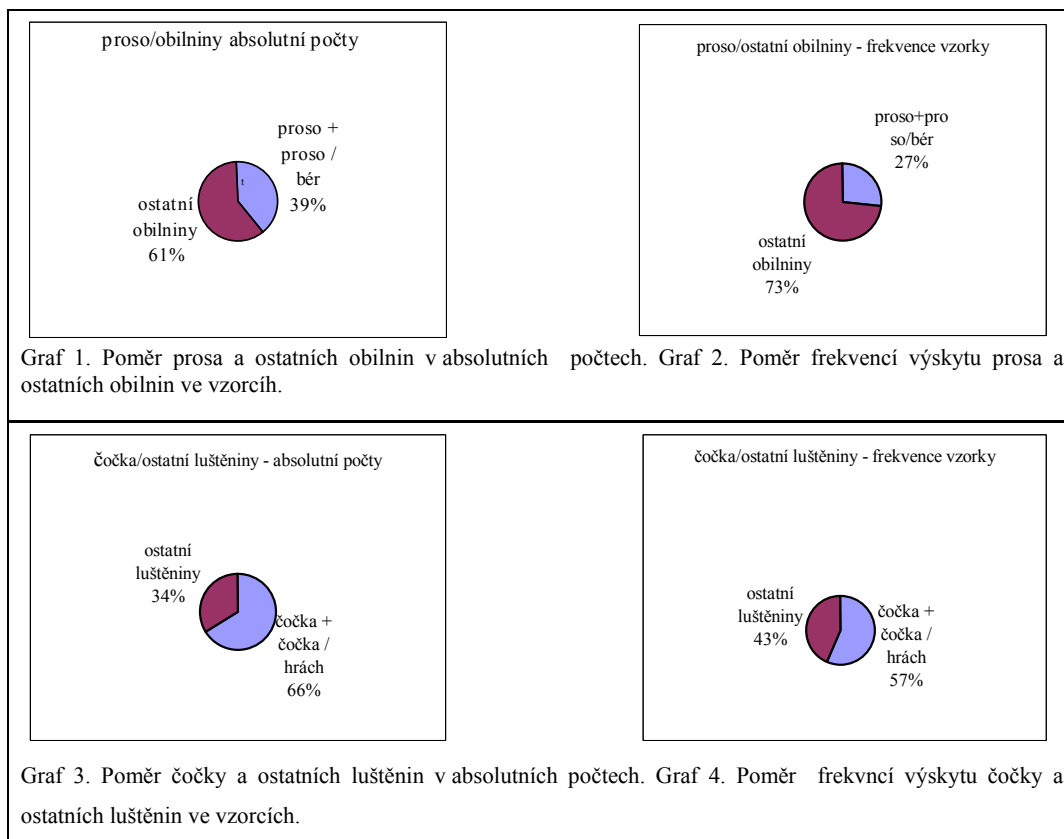 proso/obilniny absolutní počty
proso +
proso /
bér
39%
t
ostatní
obilniny
61%
proso/ostatní obilniny - frekvence vzorky
proso+pro
so/bér
27%
ostatní
obilniny
73%
Graf 1. Poměr prosa a ostatních obilnin v absolutních počtech. Graf 2. Poměr frekvencí výskytu prosa a
ostatních obilnin ve vzorcíh.
čočka/ostatní luštěniny - absolutní počty
ostatní
luštěniny
34%
čočka +
čočka /
hrách
66%
čočka/ostatní luštěniny - frekvence vzorky
ostatní
luštěniny
43%
čočka +
čočka /
hrách
57%
Graf 3. Poměr čočky a ostatních luštěnin v absolutních počtech. Graf 4. Poměr frekvncí výskytu čočky a
ostatních luštěnin ve vzorcích.